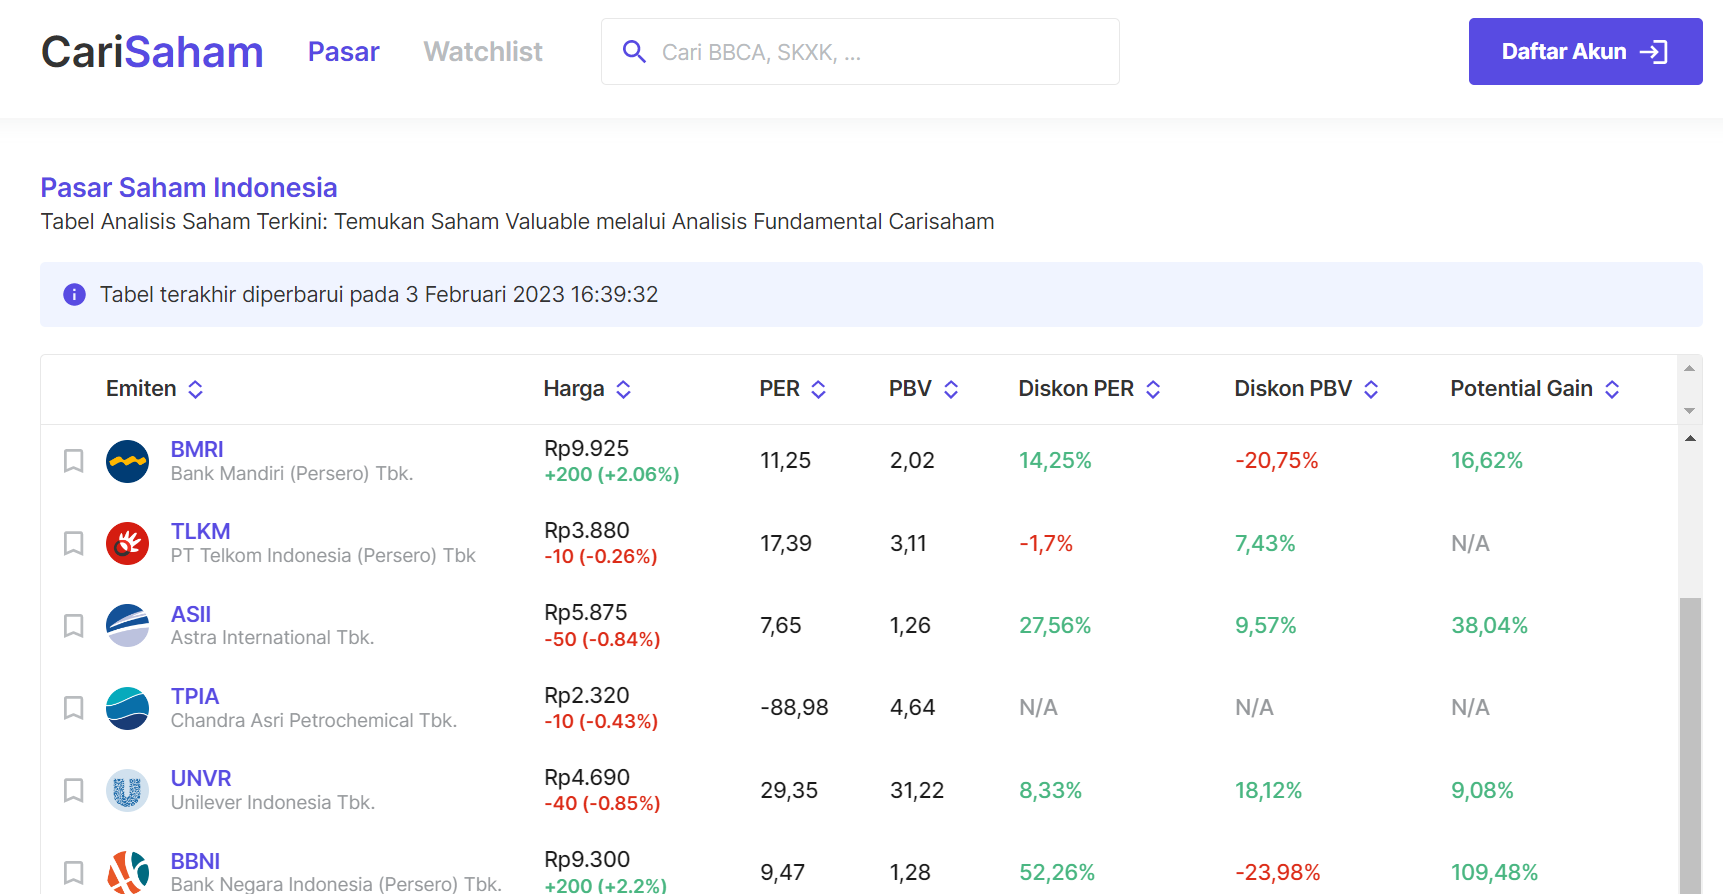 CariSaham Pasar Watchlist Cari BBCA, SKXK, ... Daftar Akun
Pasar Saham Indonesia
Tabel Analisis Saham Terkini: Temukan Saham Valuable melalui Analisis Fundamental Carisaham
Tabel terakhir diperbarui pada 3 Februari 2023 16:39:32
Emiten Harga PER PBV Diskon PER Diskon PBV Potential Gain
BMRI Rp9.925 11,25 2,02 14,25% -20,75% 16,62%
Bank Mandiri (Persero) Tbk. +200 (+2.06%)
TLKM Rp3.880 17,39 3,11 -1,7% 7,43% N/A
PT Telkom Indonesia (Persero) Tbk -10 (-0.26%)
ASII Rp5.875 7,65 1,26 27,56% 9,57% 38,04%
Astra International Tbk. -50 (-0.84%)
TPIA Rp2.320 -88,98 4,64 N/A N/A N/A
Chandra Asri Petrochemical Tbk. -10 (-0.43%)
UNVR Rp4.690 29,35 31,22 8,33% 18,12% 9,08%
Unilever Indonesia Tbk. -40 (-0.85%)
BBNI Rp9.300 9,47 1,28 52,26% -23,98% 109,48%
Bank Negara Indonesia (Persero) Tbk. +200 (+2.2%)